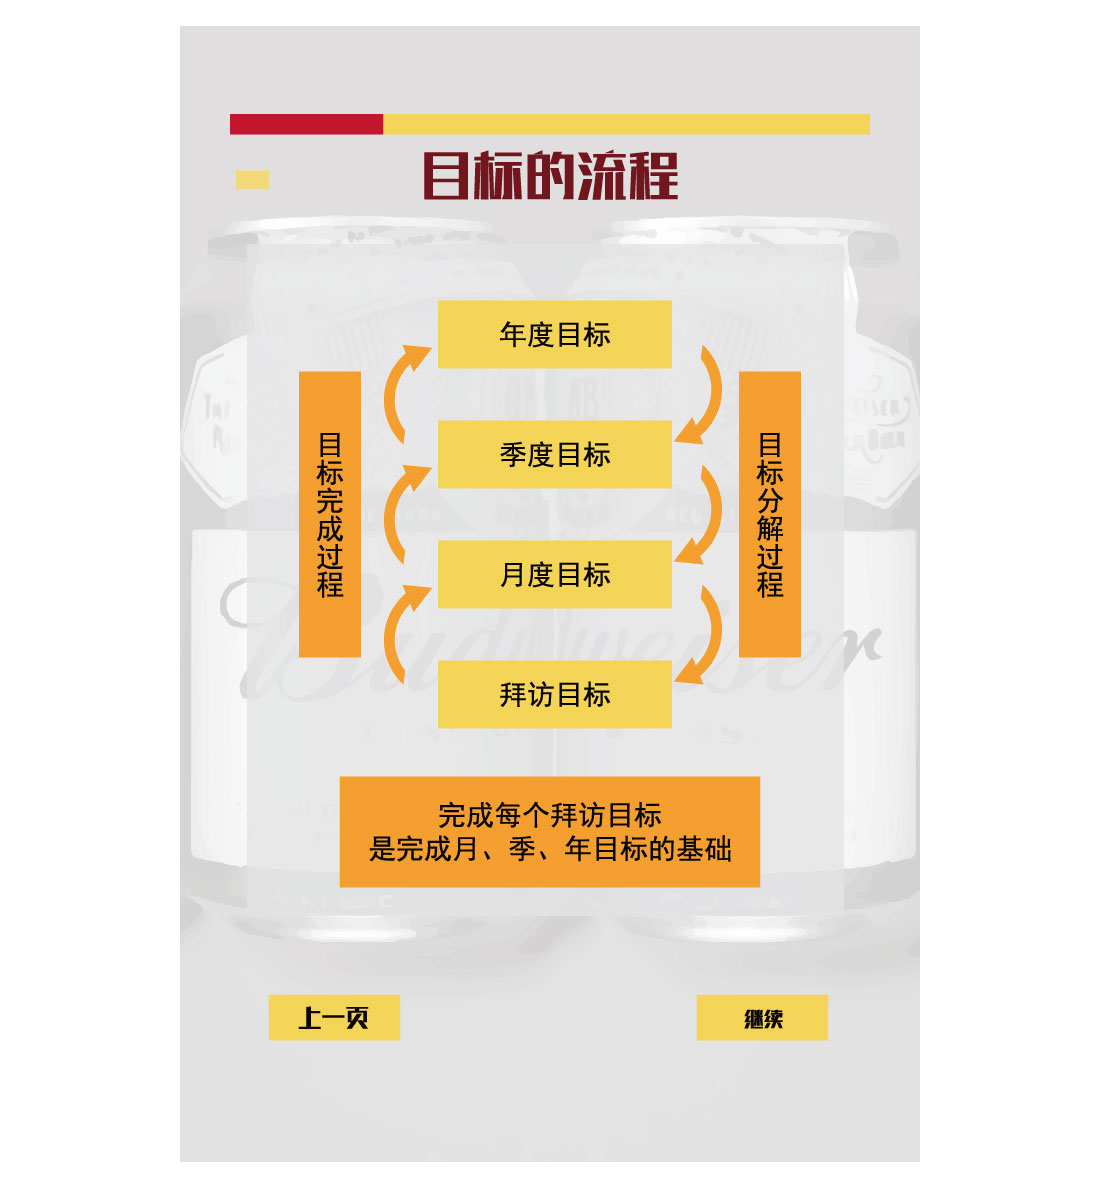 目标的流程
年度目标
季度目标
月度目标
拜访目标
目标完成过程
目标分解过程
Budweiser
完成每个拜访目标
是完成月、季、年目标的基础
上一页
继续